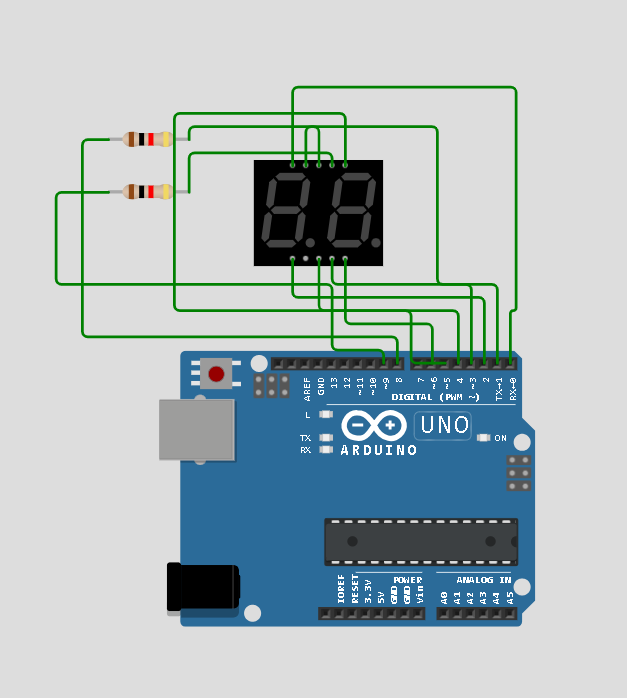 AREF
GND
13
12
~11
~10
~9
8
7
~6
~5
4
~3
2
TX→1
RX←0
DIGITAL (PWM ~)
L
TX
RX
UNO
ON
ARDUINO
IOREF
RESET
3.3V
5V
GND
GND
Vin
POWER
ANALOG IN
A0
A1
A2
A3
A4
A5